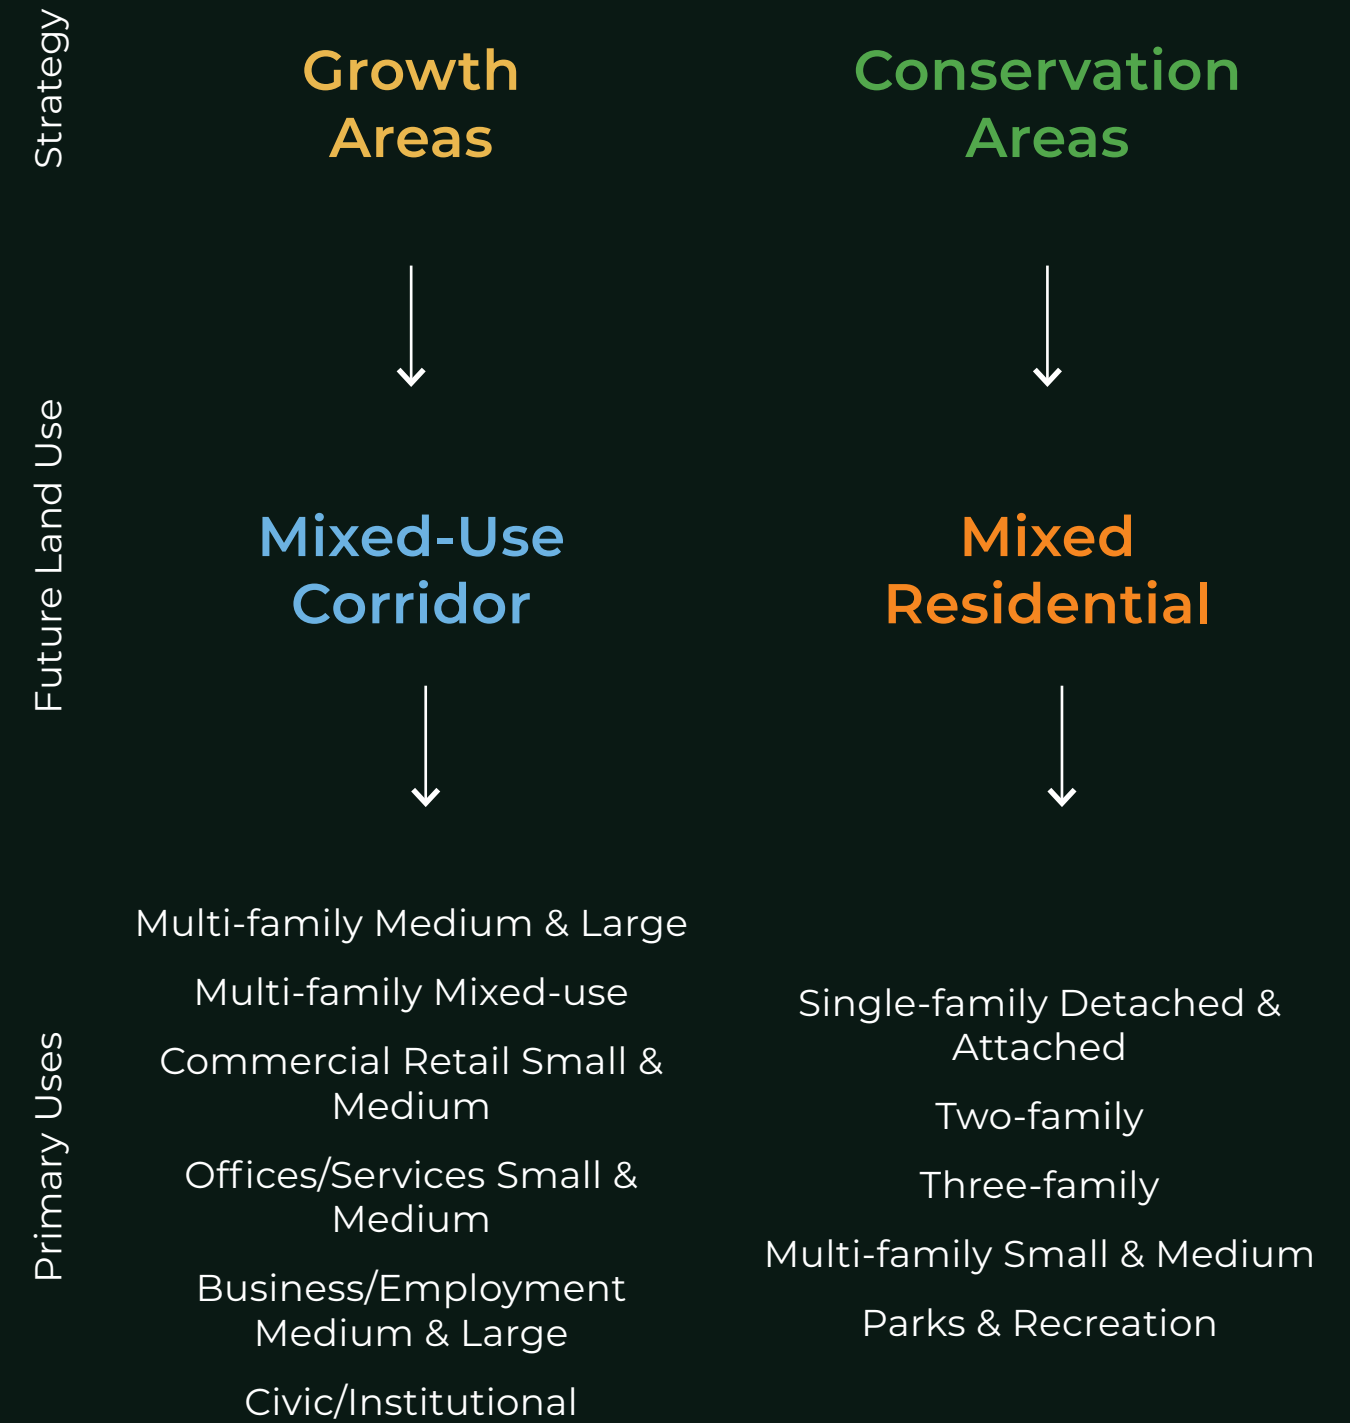 Strategy
Growth
Areas
Conservation
Areas
Future Land Use
Mixed-Use
Corridor
Mixed
Residential
Primary Uses
Multi-family Medium & Large
Multi-family Mixed-use
Commercial Retail Small &
Medium
Offices/Services Small &
Medium
Business/Employment
Medium & Large
Civic/Institutional
Single-family Detached &
Attached
Two-family
Three-family
Multi-family Small & Medium
Parks & Recreation